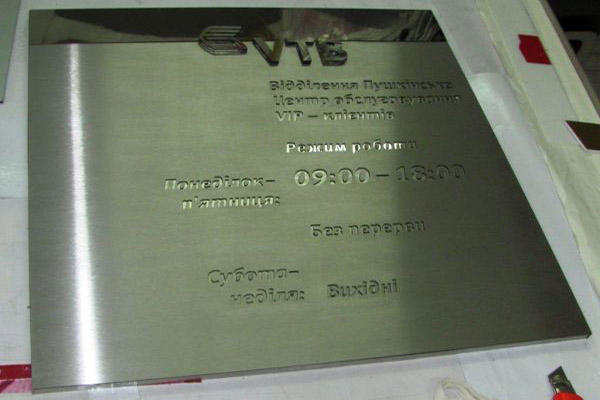 VTB
Відділення Пушкінське
Центр обслуговування
VIP – клієнтів
Режим роботи
Понеділок– 09:00 – 18:00
п'ятниця:
Без перерви
Субота–
неділя: Вихідні